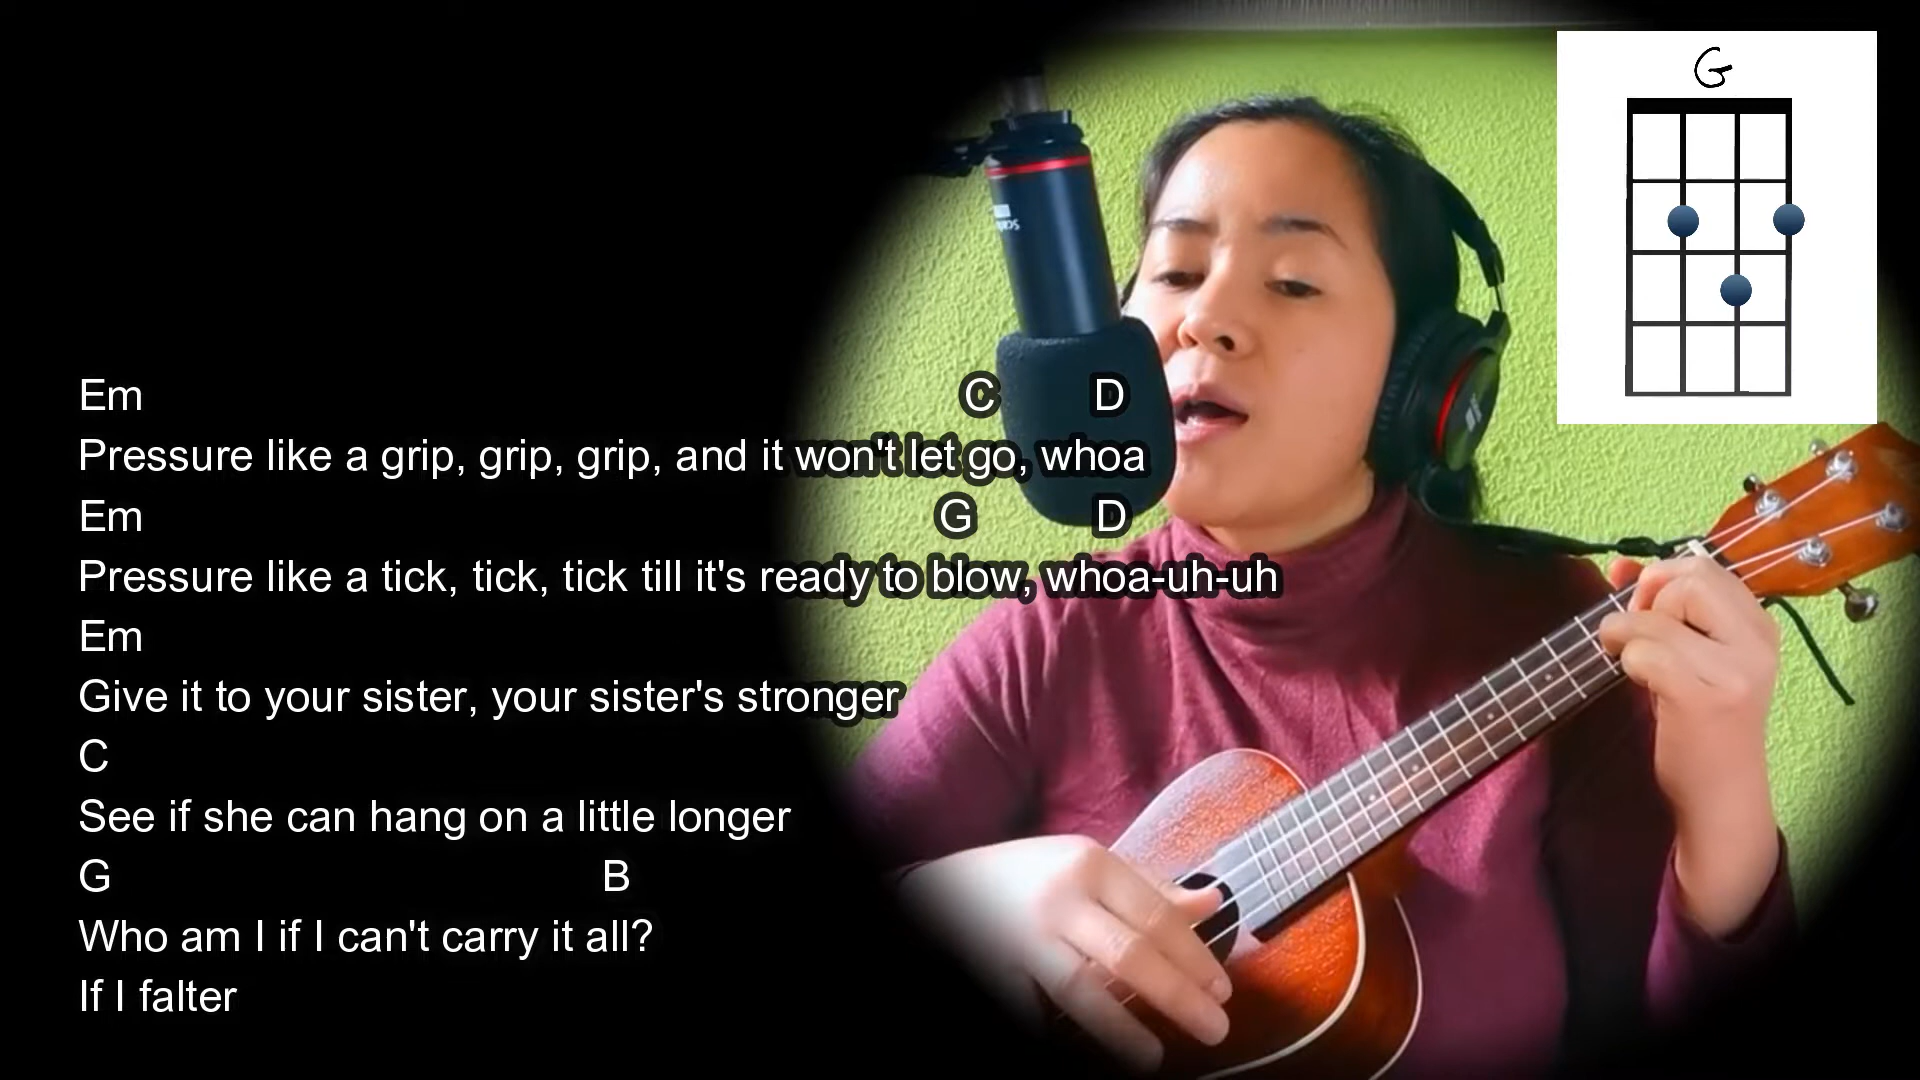 G
Em C D
Pressure like a grip, grip, grip, and it won't let go, whoa
Em G D
Pressure like a tick, tick, tick till it's ready to blow, whoa-uh-uh
Em
Give it to your sister, your sister's stronger
C
See if she can hang on a little longer
G B
Who am I if I can't carry it all?
If I falter